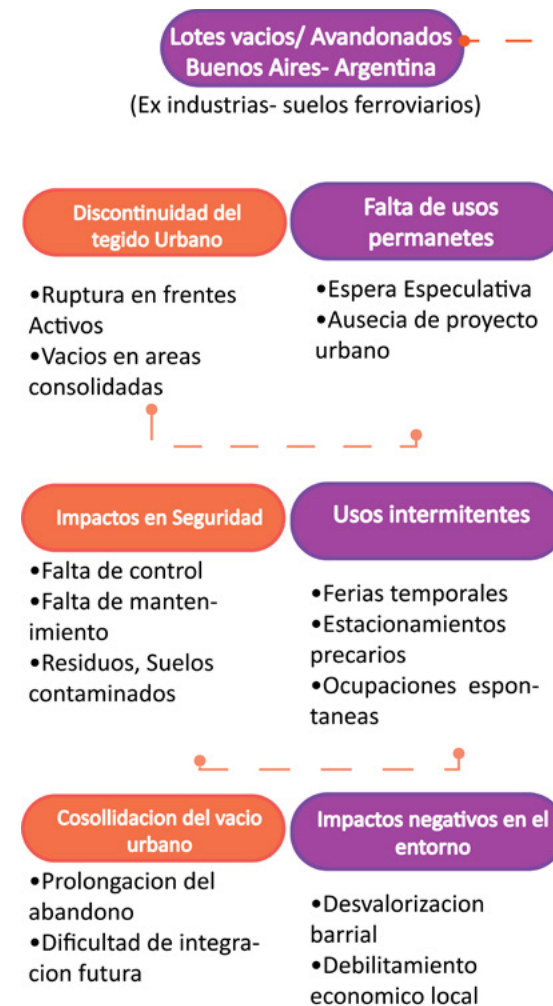 Lotes vacios/ Avandonados
Buenos Aires- Argentina
(Ex industrias- suelos ferroviarios)
Discontinuidad del
tegido Urbano
•Ruptura en frentes
Activos
•Vacios en areas
consolidadas
Falta de usos
permanetes
•Espera Especulativa
•Ausecia de proyecto
urbano
Impactos en Seguridad
•Falta de control
•Falta de manten-
imiento
•Residuos, Suelos
contaminados
Usos intermitentes
•Ferias temporales
•Estacionamientos
precarios
•Ocupaciones espon-
taneas
Cosollidacion del vacio
urbano
•Prolongacion del
abandono
•Dificultad de integra-
cion futura
Impactos negativos en el
entorno
•Desvalorizacion
barrial
•Debilitamiento
economico local